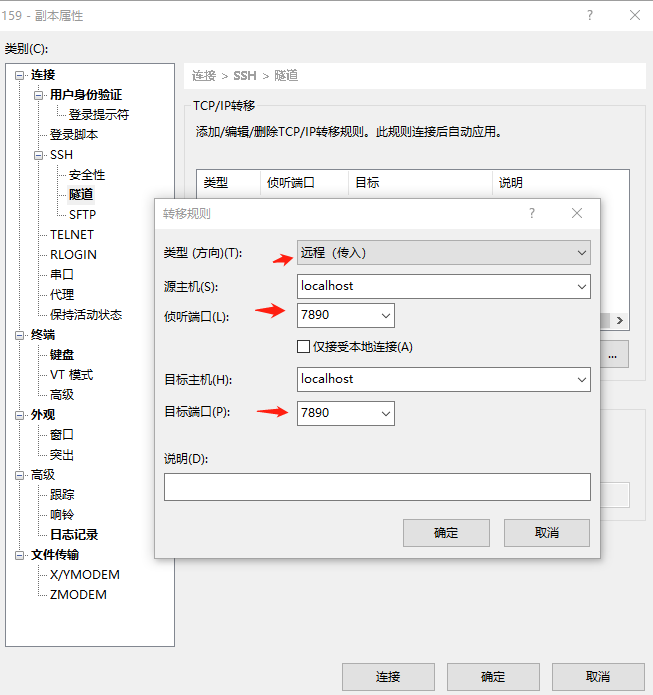 159 - 副本属性
类别(C):
连接
用户身份验证
登录提示符
登录脚本
SSH
安全性
隧道
SFTP
TELNET
RLOGIN
串口
代理
保持活动状态
终端
键盘
VT 模式
高级
外观
窗口
突出
高级
跟踪
响铃
日志记录
文件传输
X/YMODEM
ZMODEM
连接 > SSH > 隧道
TCP/IP转移
添加/编辑/删除TCP/IP转移规则。此规则连接后自动应用。
类型 侦听端口 目标 说明
...
转移规则
类型 (方向)(T): 远程（传入）
源主机(S): localhost
侦听端口(L): 7890
仅接受本地连接(A)
目标主机(H): localhost
目标端口(P): 7890
说明(D):
确定 取消
连接 确定 取消